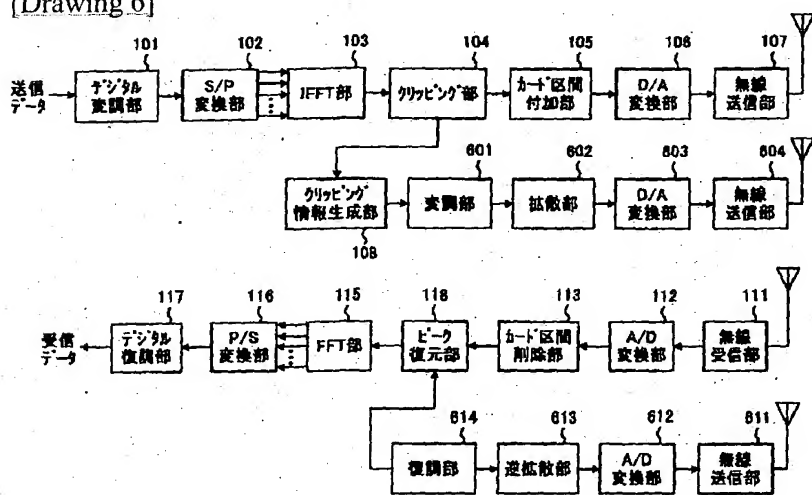 [Drawing 6]
101 102 103 104 105 106 107
送信データ
デジタル変調部
S/P変換部
IFFT部
クリッピング部
ガード区間付加部
D/A変換部
無線送信部
601 602 603 604
クリッピング情報生成部
変調部
拡散部
D/A変換部
無線送信部
108
117 116 115 118 113 112 111
受信データ
デジタル復調部
P/S変換部
FFT部
ピーク復元部
ガード区間削除部
A/D変換部
無線受信部
614 613 612 611
復調部
逆拡散部
A/D変換部
無線送信部